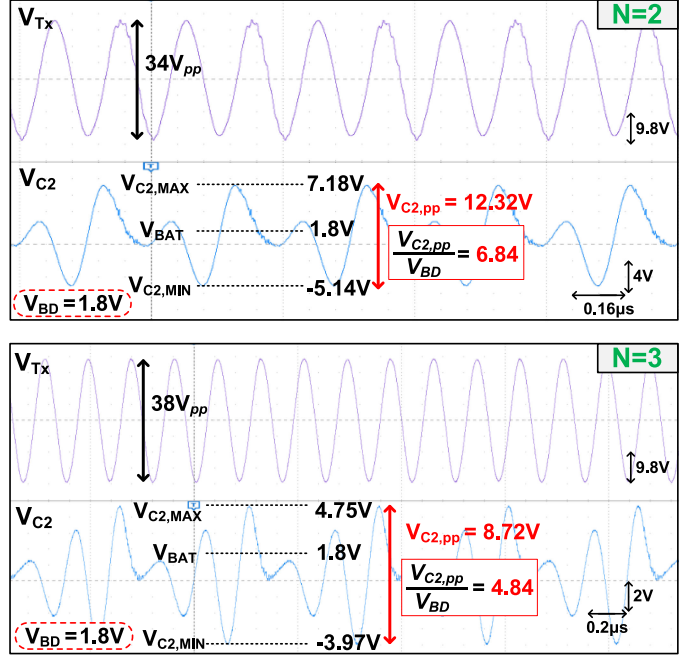 V_Tx
N=2
34V_pp
9.8V
V_C2
V_C2,MAX
7.18V
V_C2,pp = 12.32V
V_BAT
1.8V
V_C2,pp
V_BD
= 6.84
V_C2,MIN
-5.14V
4V
V_BD = 1.8V
0.16µs
V_Tx
N=3
38V_pp
9.8V
V_C2
V_C2,MAX
4.75V
V_C2,pp = 8.72V
V_BAT
1.8V
V_C2,pp
V_BD
= 4.84
2V
0.2µs
V_BD = 1.8V
V_C2,MIN
-3.97V